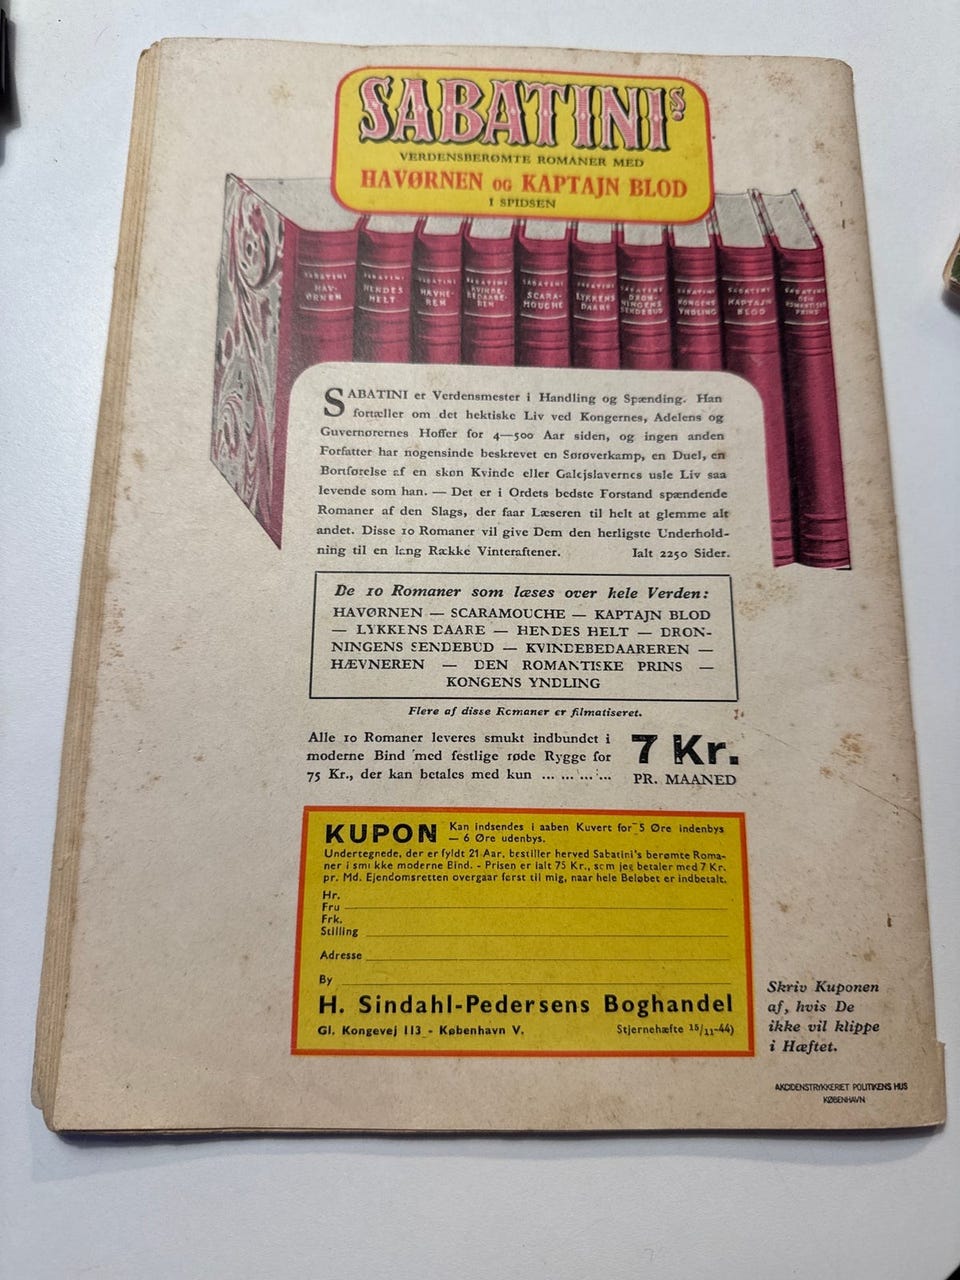 SABATINIs
VERDENSBERØMTE ROMANER MED
HAVØRNEN OG KAPTAJN BLOD
I SPIDSEN
SABATINI
HAV-
ØRNEN
SABATINI
HENDES
HELT
SABATINI
HÆVNE-
REN
SABATINI
KVINDE-
BEDAARE-
REN
SABATINI
SCARA-
MOUCHE
SABATINI
LYKKENS
DAARE
SABATINI
DRON-
NINGENS
SENDEBUD
SABATINI
KONGENS
YNDLING
SABATINI
KAPTAJN
BLOD
SABATINI
DEN
ROMANTISKE
PRINS
SABATINI er Verdensmester i Handling og Spænding. Han
fortæller om det hektiske Liv ved Kongernes, Adelens og
Guvernørernes Hoffer for 4—500 Aar siden, og ingen anden
Forfatter har nogensinde beskrevet en Sørøverkamp, en Duel, en
Bortførelse af en skøn Kvinde eller Galejslavernes usle Liv saa
levende som han. — Det er i Ordets bedste Forstand spændende
Romaner af den Slags, der faar Læseren til helt at glemme alt
andet. Disse 10 Romaner vil give Dem den herligste Underhold-
ning til en lang Række Vinteraftener. Ialt 2250 Sider.
De 10 Romaner som læses over hele Verden:
HAVØRNEN — SCARAMOUCHE — KAPTAJN BLOD
— LYKKENS DAARE — HENDES HELT — DRON-
NINGENS SENDEBUD — KVINDEBEDAAREREN —
HÆVNEREN — DEN ROMANTISKE PRINS —
KONGENS YNDLING
Flere af disse Romaner er filmatiseret.
Alle 10 Romaner leveres smukt indbundet i
moderne Bind med festlige røde Rygge for
75 Kr., der kan betales med kun ... ... ... ...
7 Kr.
PR. MAANED
KUPON
Kan indsendes i aaben Kuvert for 5 Øre indenbys
— 6 Øre udenbys.
Undertegnede, der er fyldt 21 Aar, bestiller herved Sabatini's berømte Roma-
ner i smukke moderne Bind. - Prisen er ialt 75 Kr., som jeg betaler med 7 Kr.
pr. Md. Ejendomsretten overgaar først til mig, naar hele Beløbet er indbetalt.
Hr.
Fru
Frk.
Stilling
Adresse
By
H. Sindahl-Pedersens Boghandel
Gl. Kongevej 113 - København V. Stjernehæfte 15/11-44)
Skriv Kuponen
af, hvis De
ikke vil klippe
i Hæftet.
AKCIDENSTRYKKERIET POLITIKENS HUS
KØBENHAVN